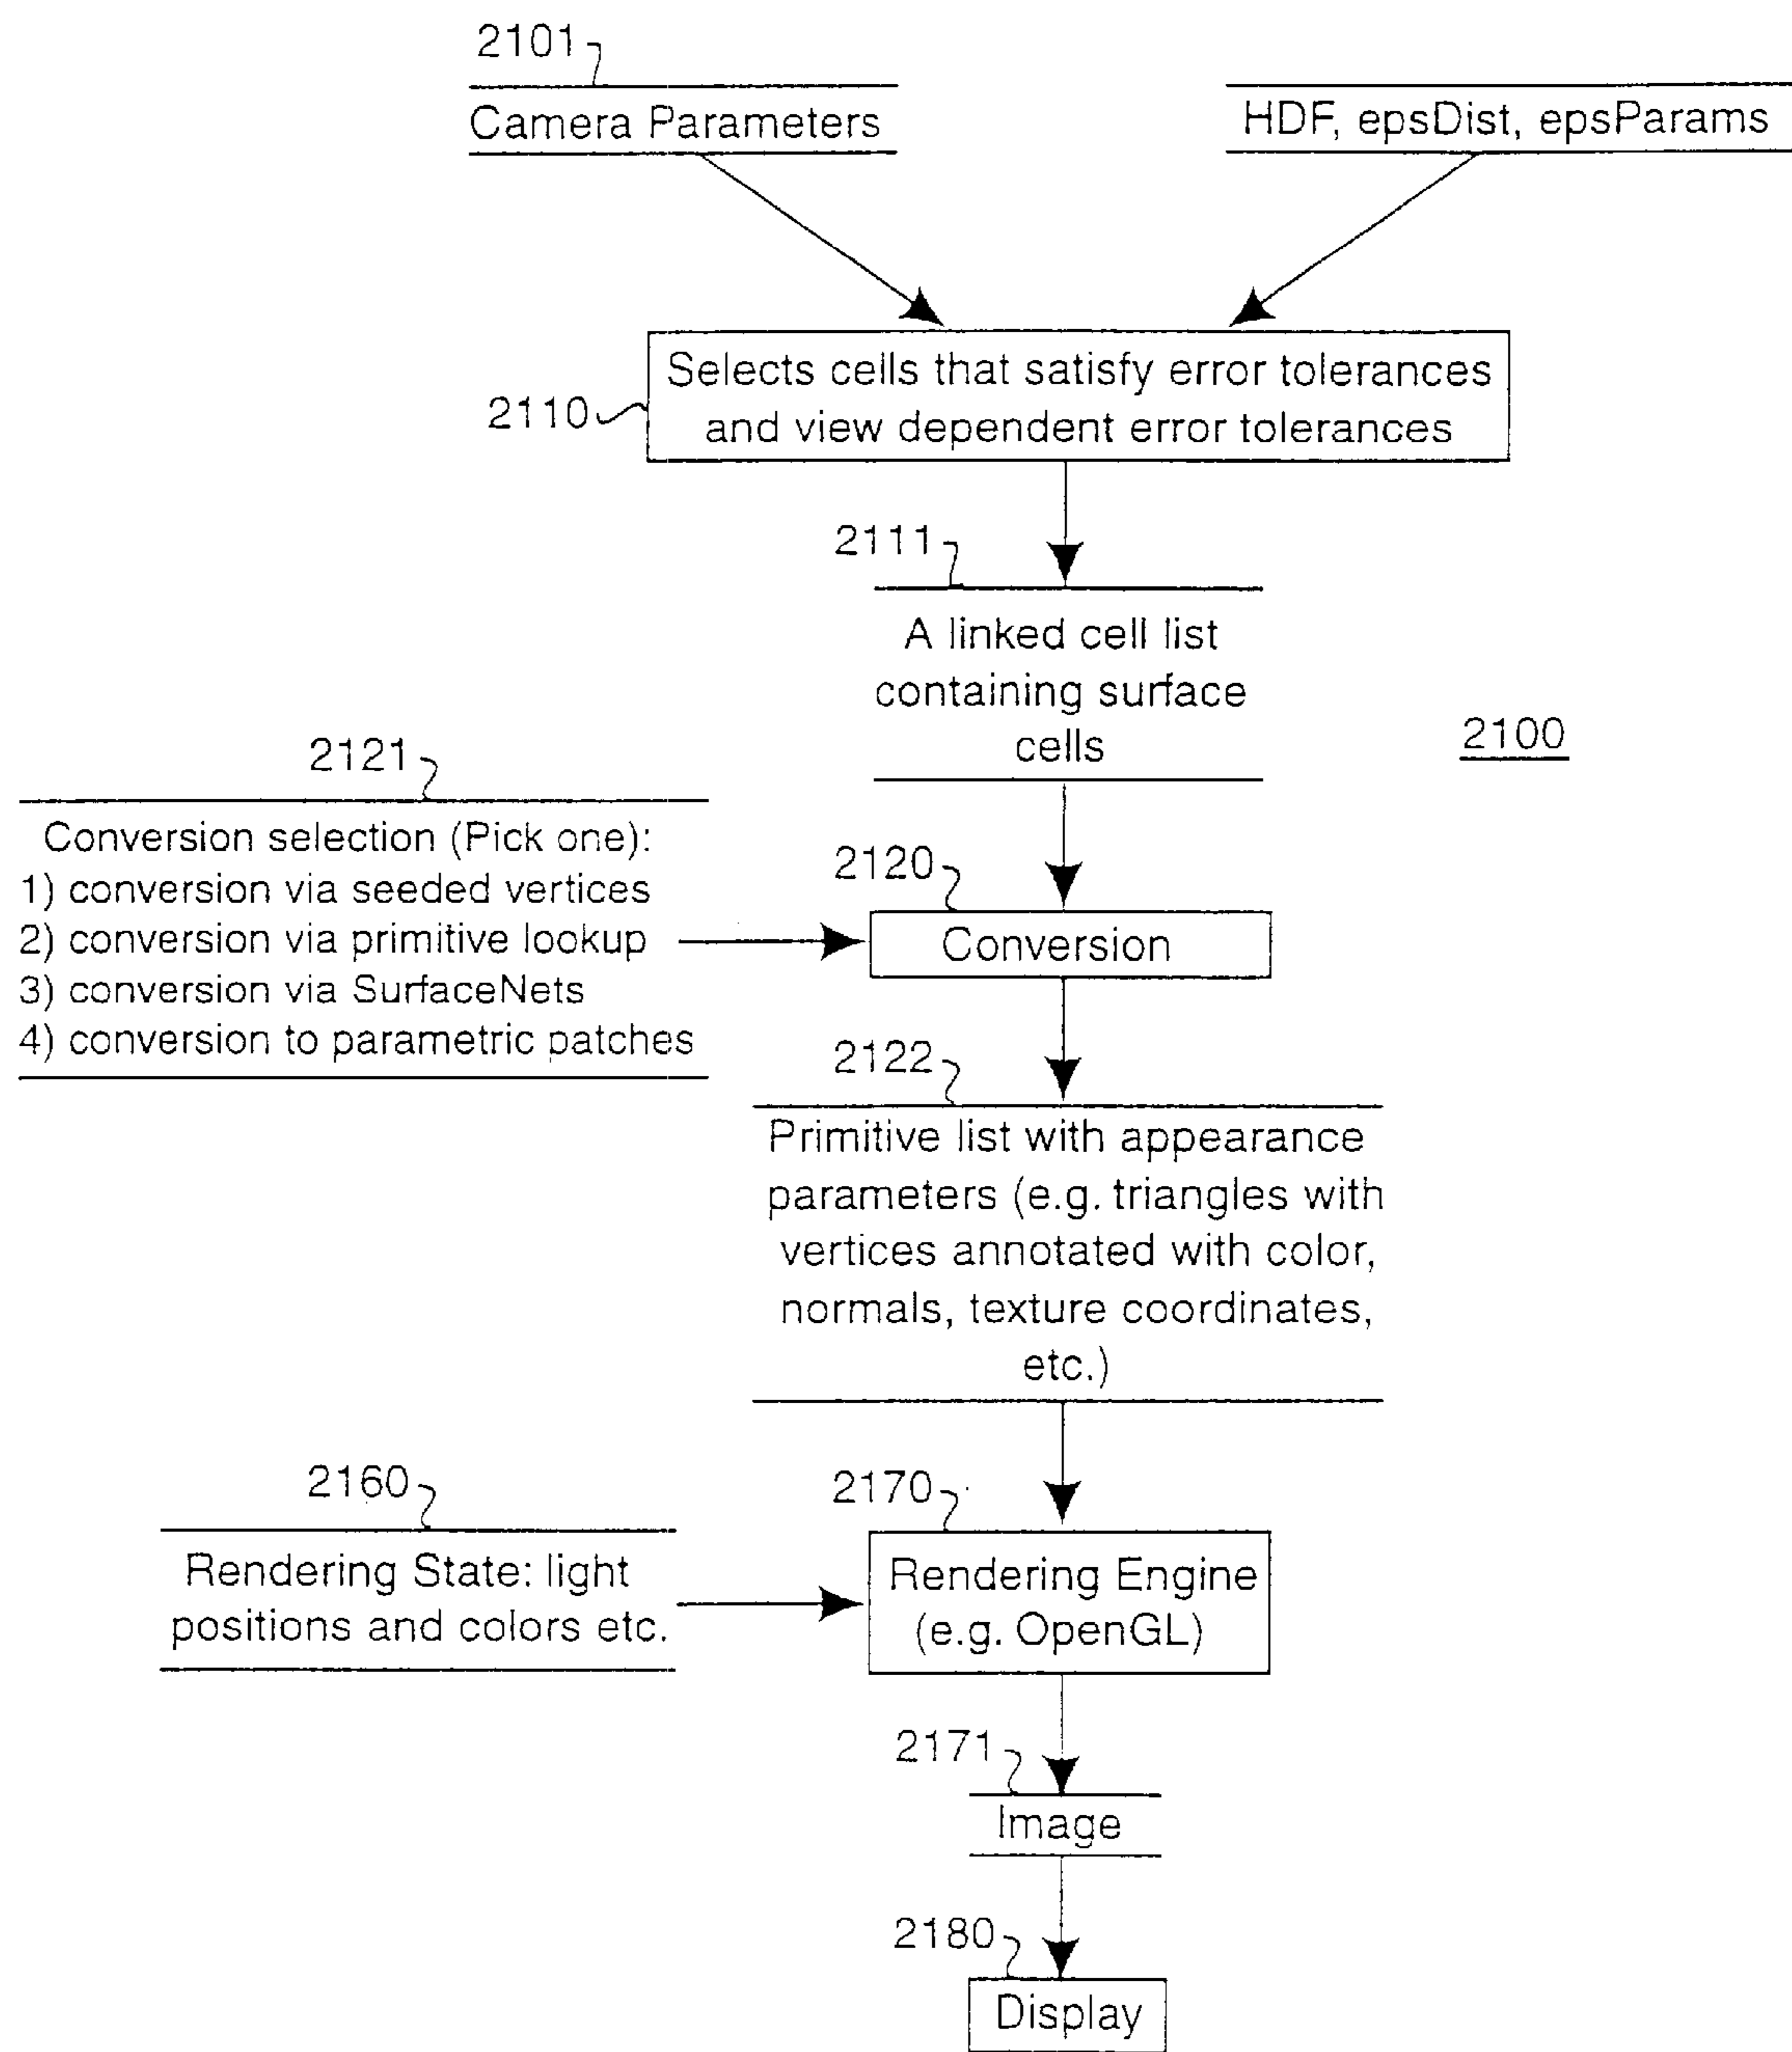 2101
Camera Parameters
HDF, epsDist, epsParams
Selects cells that satisfy error tolerances
and view dependent error tolerances
2110
2111
A linked cell list
containing surface
cells
2100
2121
Conversion selection (Pick one):
1) conversion via seeded vertices
2) conversion via primitive lookup
3) conversion via SurfaceNets
4) conversion to parametric patches
2120
Conversion
2122
Primitive list with appearance
parameters (e.g. triangles with
vertices annotated with color,
normals, texture coordinates,
etc.)
2160
Rendering State: light
positions and colors etc.
2170
Rendering Engine
(e.g. OpenGL)
2171
Image
2180
Display